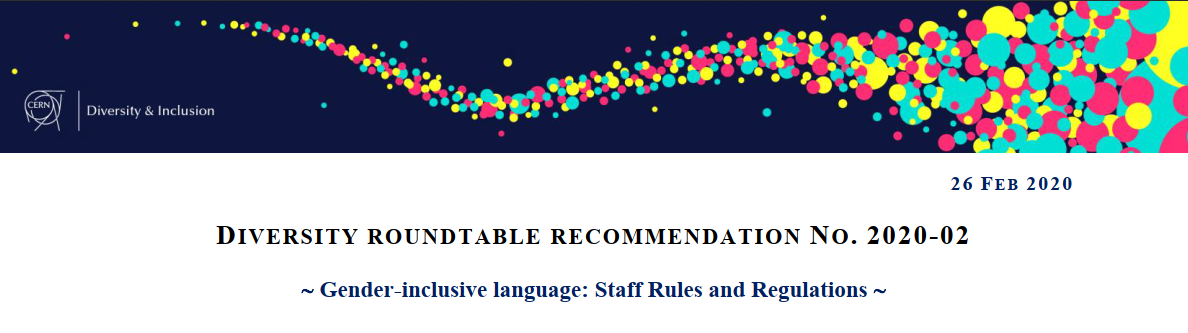 CERN
Diversity & Inclusion
26 FEB 2020
DIVERSITY ROUNDTABLE RECOMMENDATION NO. 2020-02
~ Gender-inclusive language: Staff Rules and Regulations ~